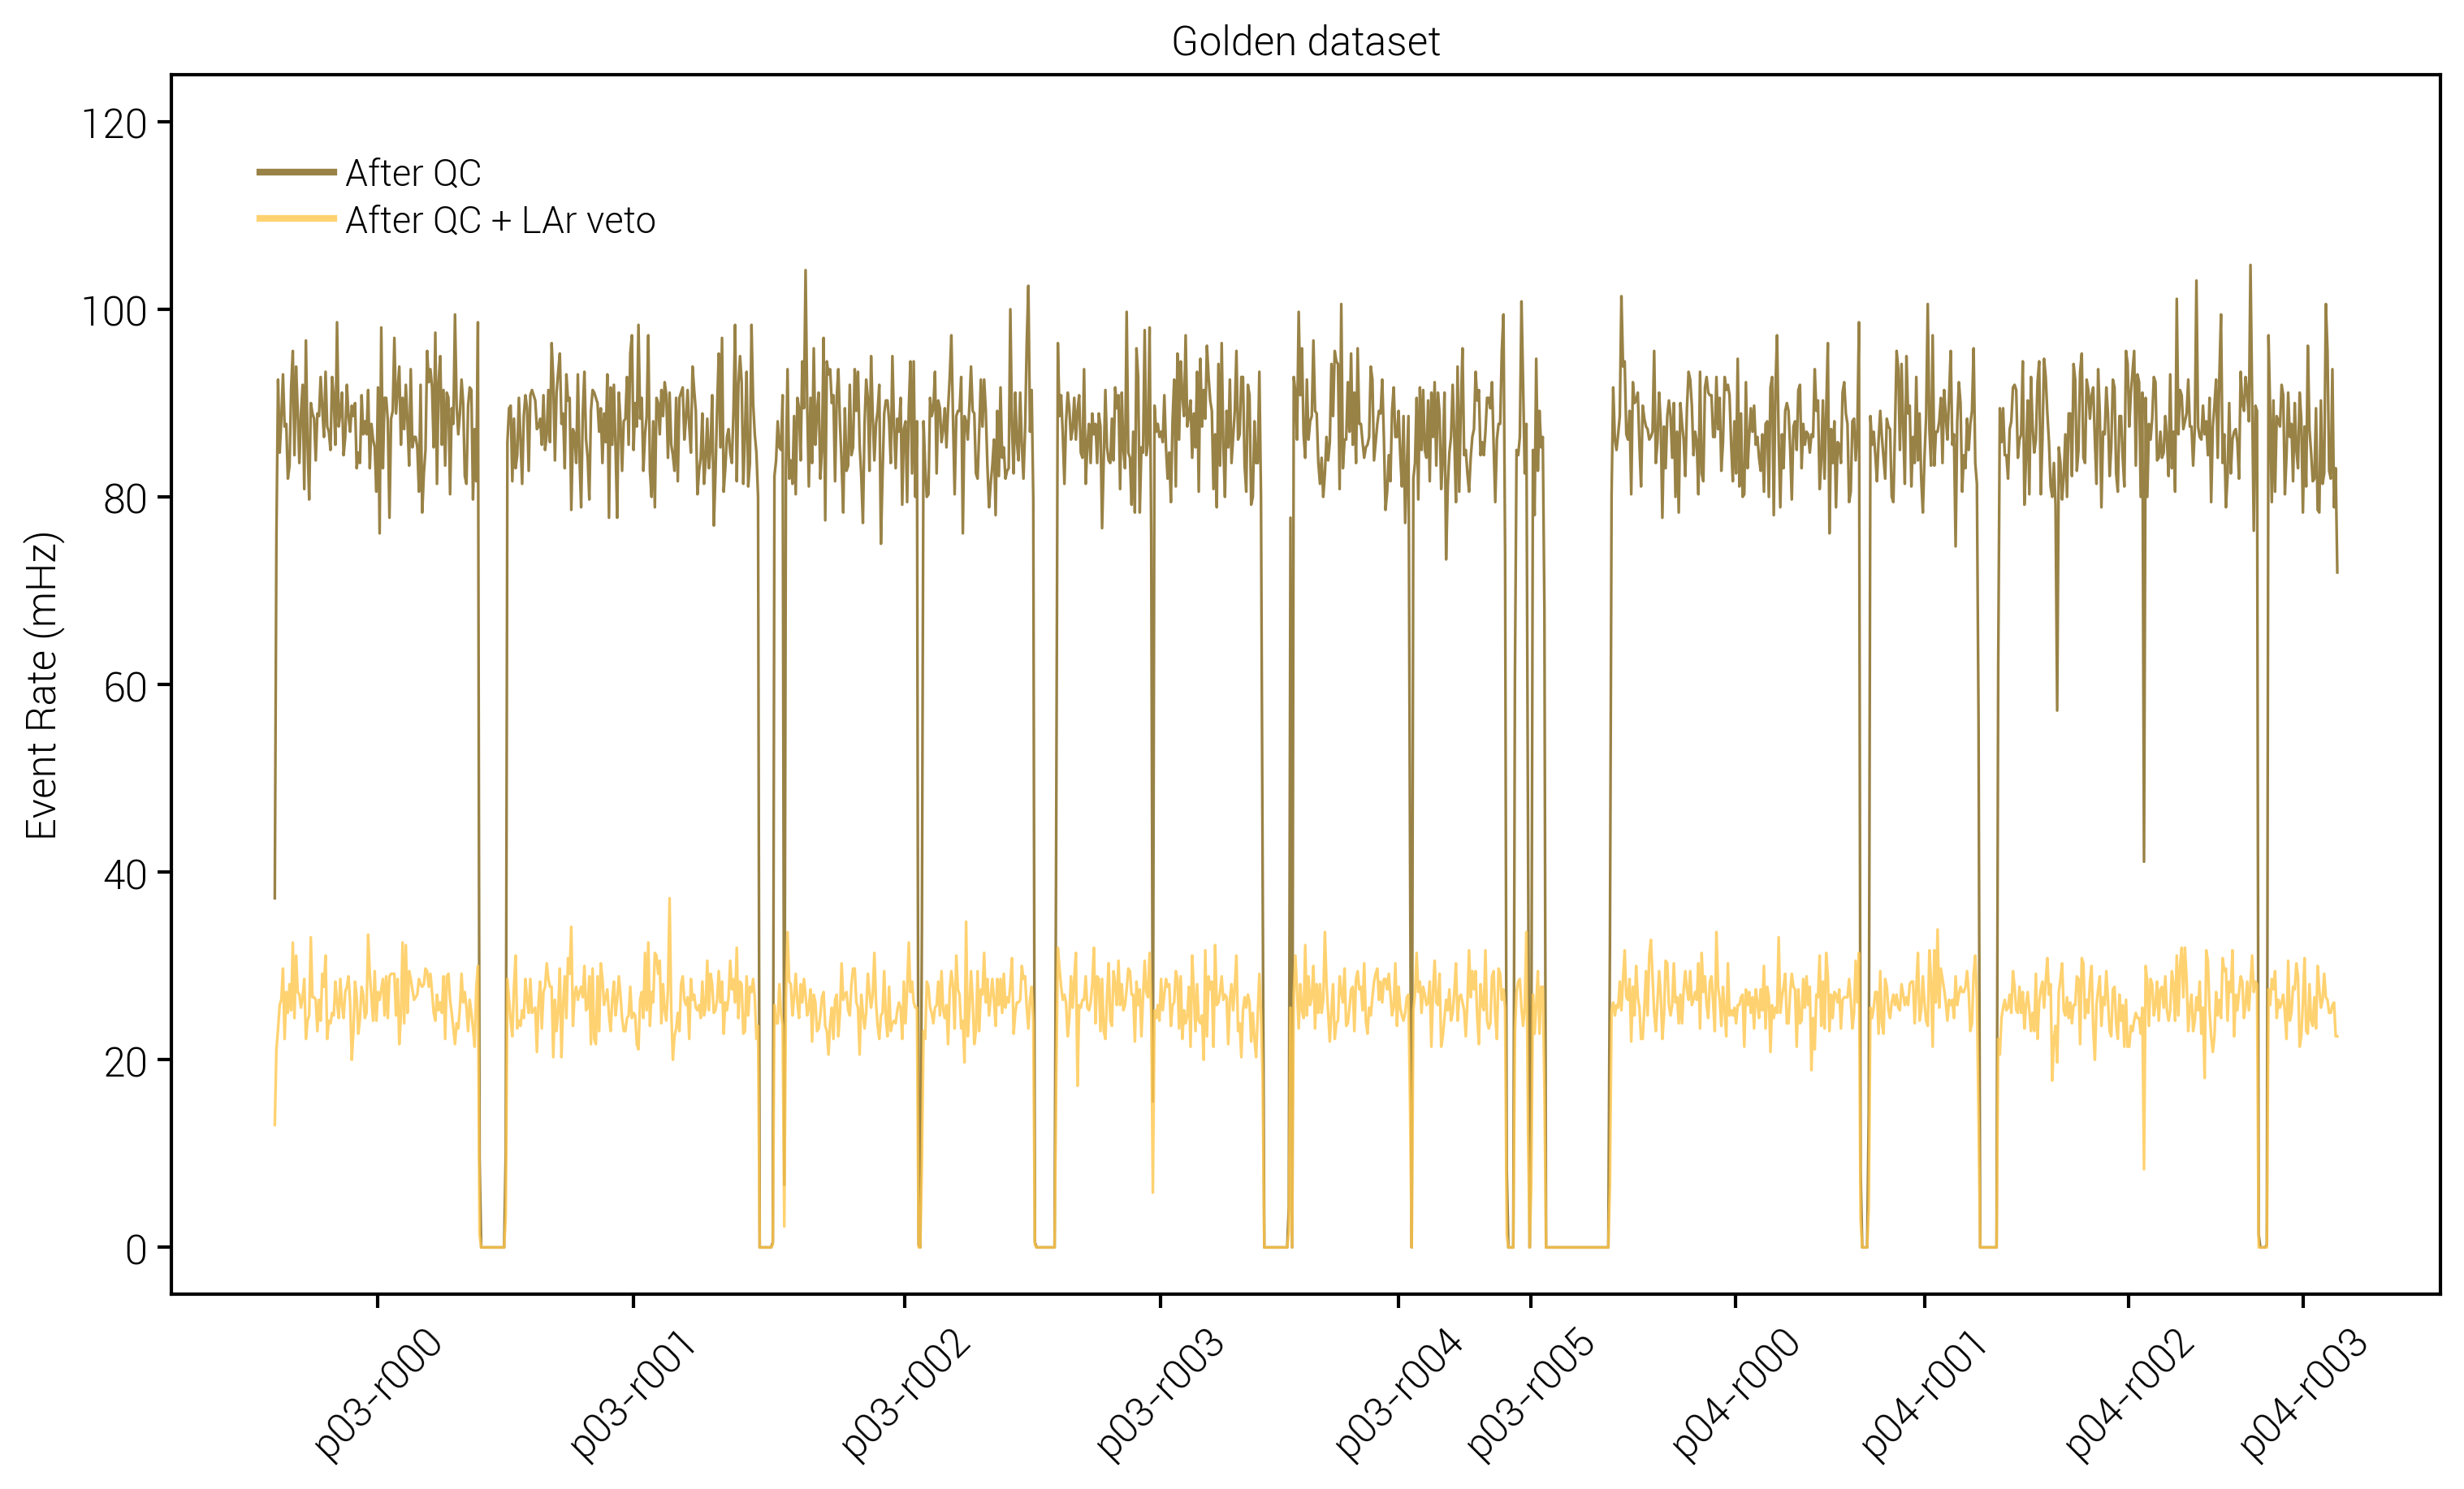 Golden dataset
120
100
80
60
40
20
0
Event Rate (mHz)
After QC
After QC + LAr veto
p03-r000
p03-r001
p03-r002
p03-r003
p03-r004
p03-r005
p04-r000
p04-r001
p04-r002
p04-r003